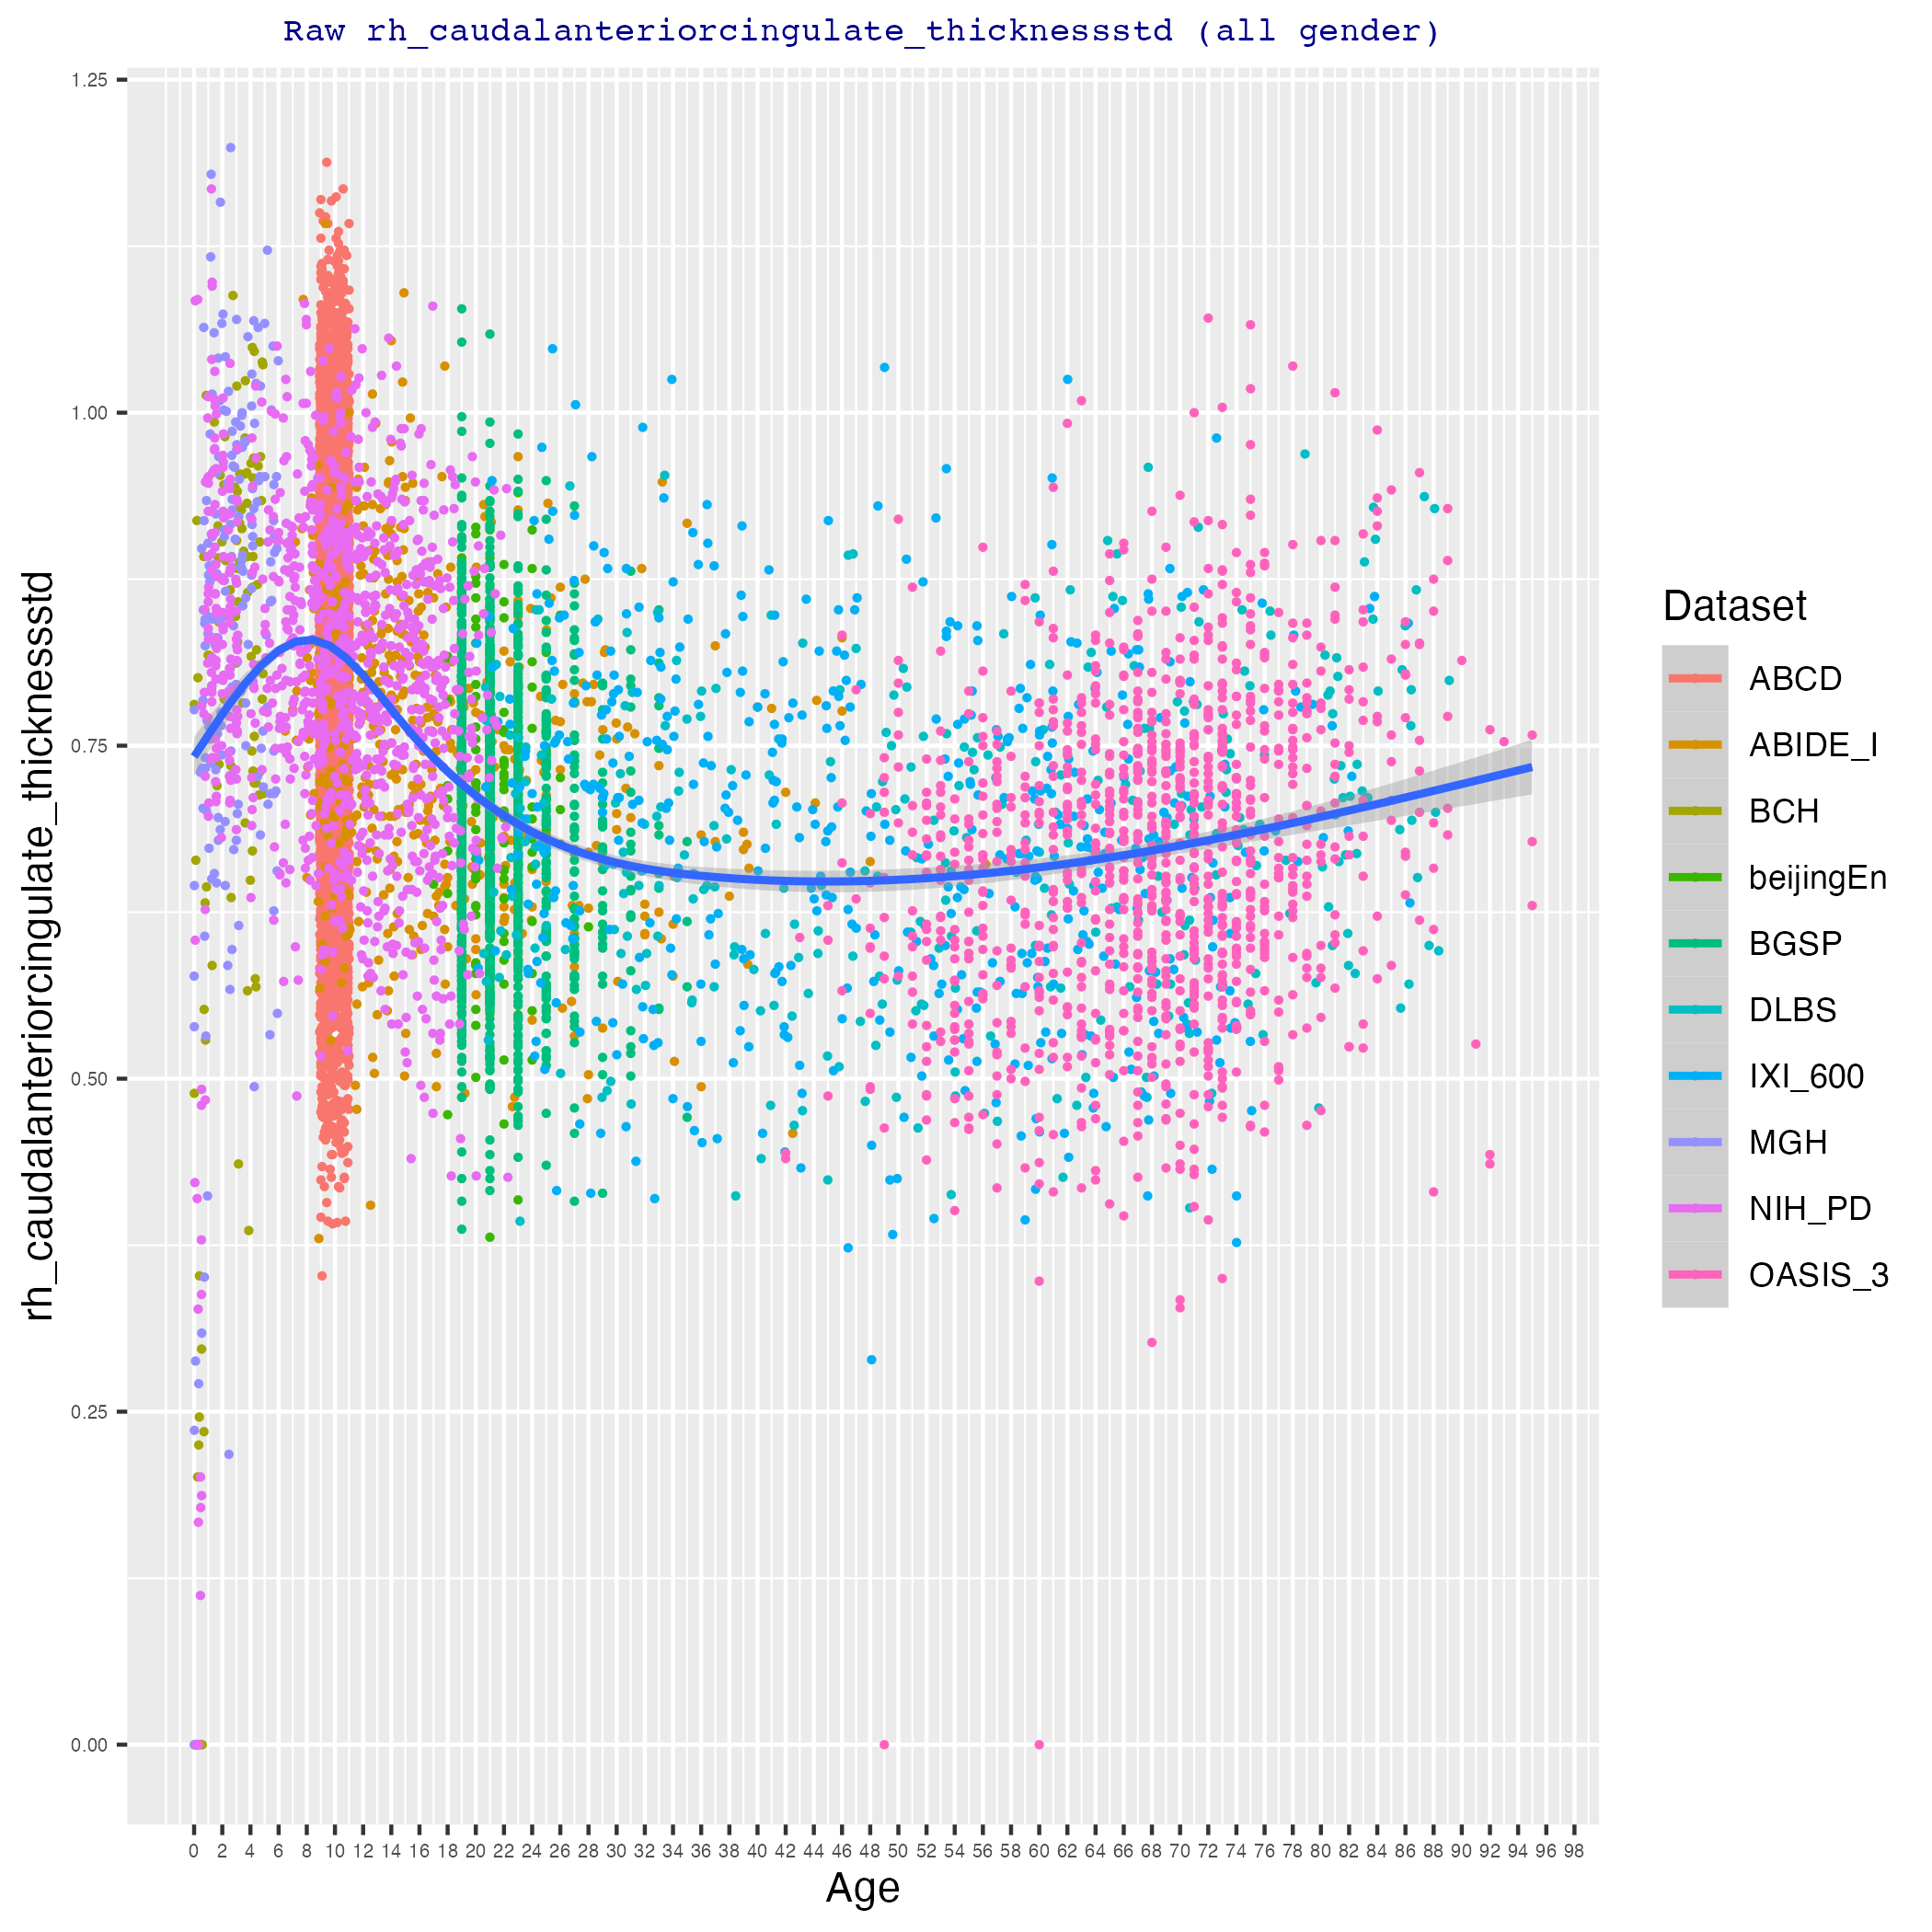 Raw rh_caudalanteriorcingulate_thicknessstd (all gender)
rh_caudalanteriorcingulate_thicknessstd
1.25
1.00
0.75
0.50
0.25
0.00
0 2 4 6 8 10 12 14 16 18 20 22 24 26 28 30 32 34 36 38 40 42 44 46 48 50 52 54 56 58 60 62 64 66 68 70 72 74 76 78 80 82 84 86 88 90 92 94 96 98
Age
Dataset
ABCD
ABIDE_I
BCH
beijingEn
BGSP
DLBS
IXI_600
MGH
NIH_PD
OASIS_3